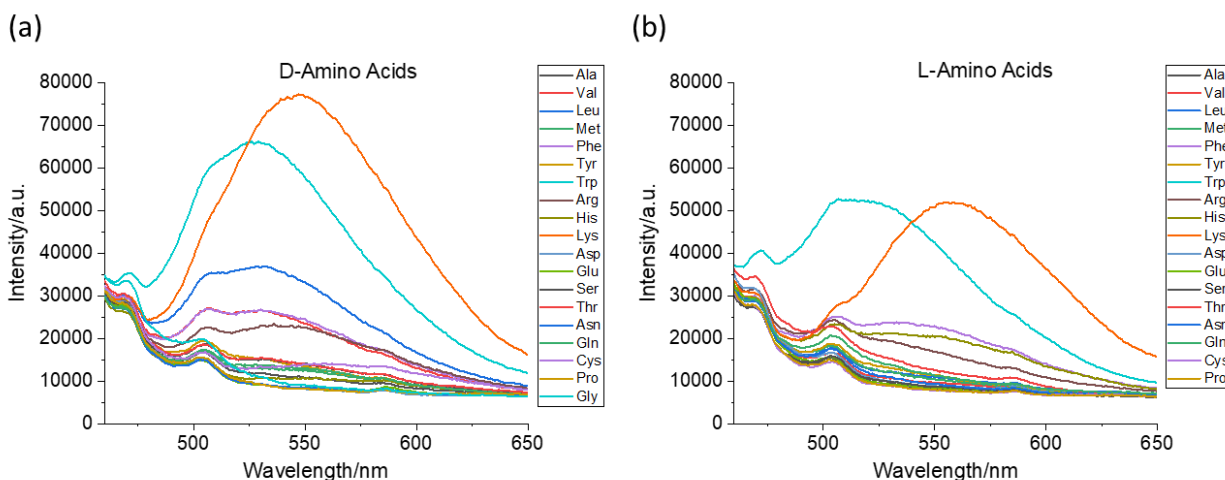 (a)
D-Amino Acids
Intensity/a.u.
80000
70000
60000
50000
40000
30000
20000
10000
0
500
550
600
650
Wavelength/nm
Ala
Val
Leu
Met
Phe
Tyr
Trp
Arg
His
Lys
Asp
Glu
Ser
Thr
Asn
Gln
Cys
Pro
Gly
(b)
L-Amino Acids
Intensity/a.u.
80000
70000
60000
50000
40000
30000
20000
10000
0
500
550
600
650
Wavelength/nm
Ala
Val
Leu
Met
Phe
Tyr
Trp
Arg
His
Lys
Asp
Glu
Ser
Thr
Asn
Gln
Cys
Pro